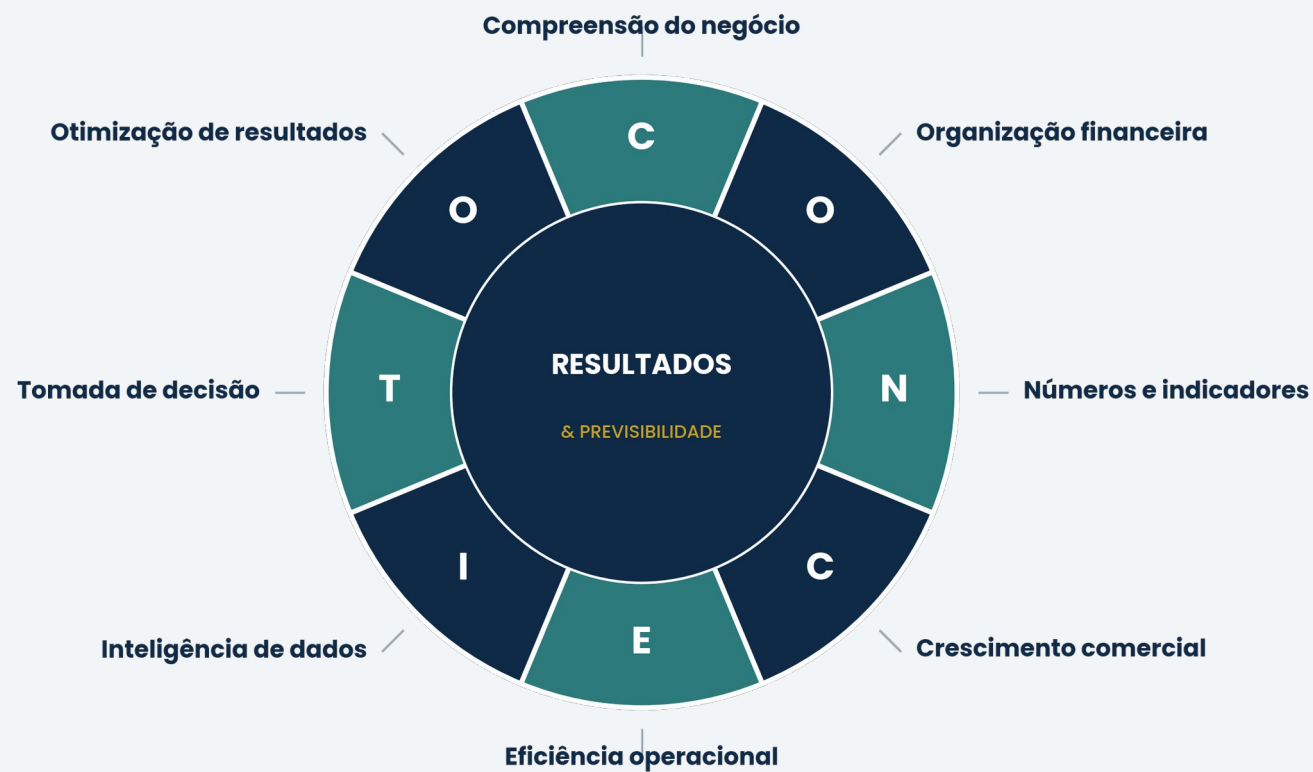 Compreensão do negócio
Otimização de resultados
Organização financeira
C
O
O
RESULTADOS
Tomada de decisão
T
N
Números e indicadores
& PREVISIBILIDADE
I
C
E
Inteligência de dados
Crescimento comercial
Eficiência operacional